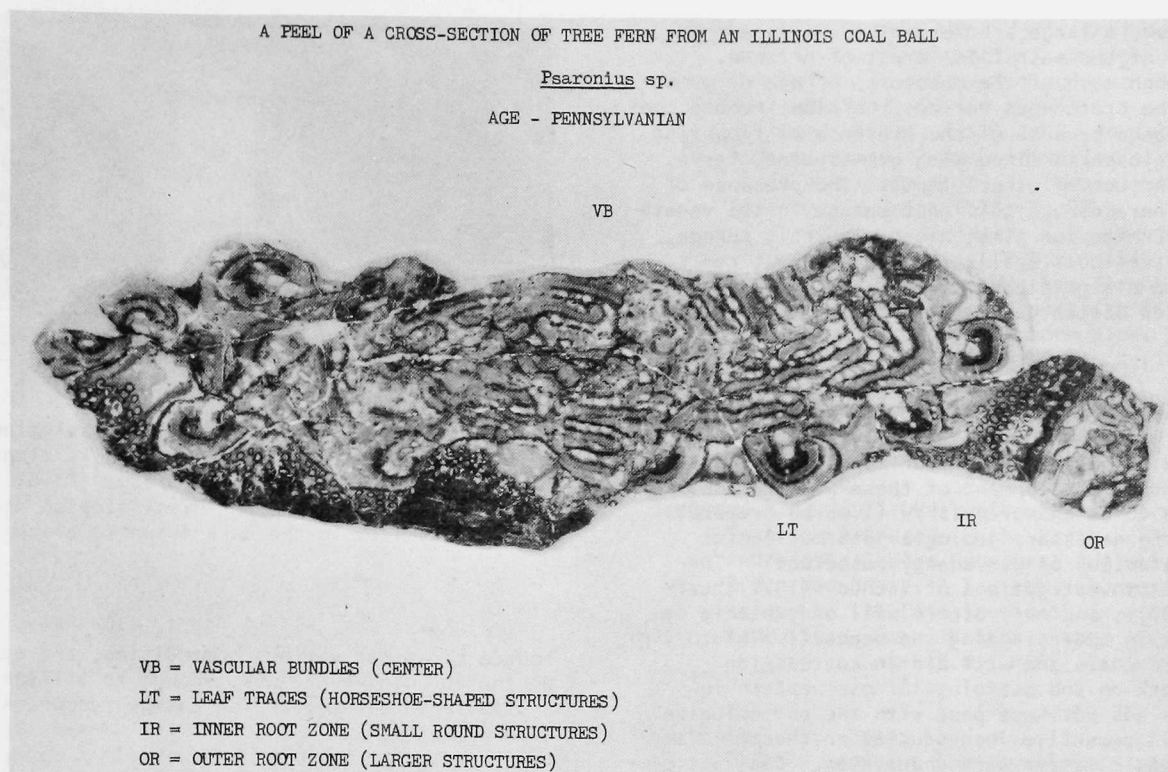 A PEEL OF A CROSS-SECTION OF TREE FERN FROM AN ILLINOIS COAL BALL
Psaronius sp.
AGE - PENNSYLVANIAN
VB
LT
IR
OR
VB = VASCULAR BUNDLES (CENTER)
LT = LEAF TRACES (HORSESHOE-SHAPED STRUCTURES)
IR = INNER ROOT ZONE (SMALL ROUND STRUCTURES)
OR = OUTER ROOT ZONE (LARGER STRUCTURES)